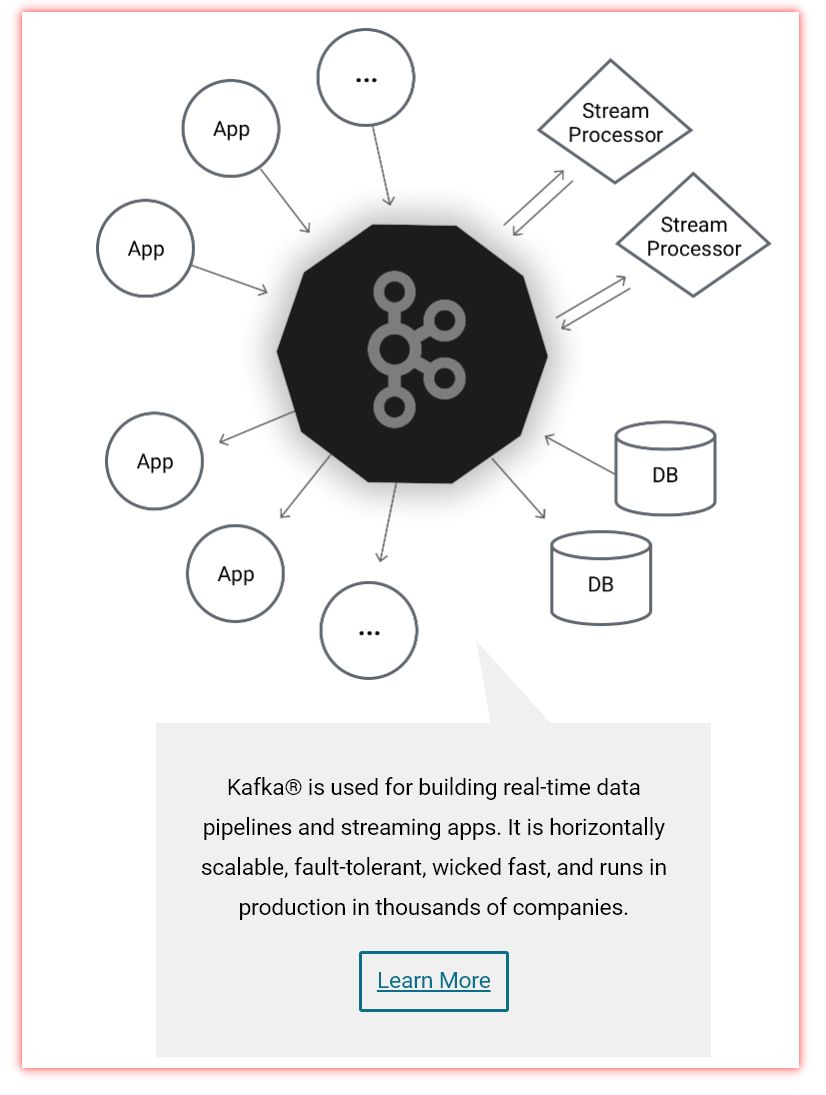 ...
App
Stream
Processor
App
Stream
Processor
App
DB
App
DB
...
Kafka® is used for building real-time data
pipelines and streaming apps. It is horizontally
scalable, fault-tolerant, wicked fast, and runs in
production in thousands of companies.
Learn More